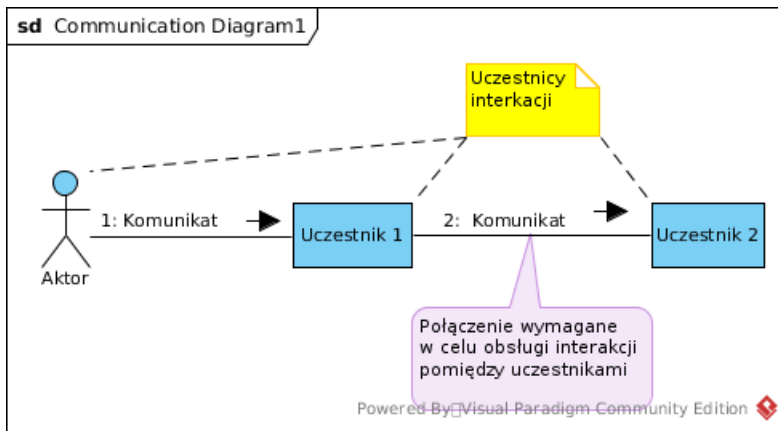 sd Communication Diagram1
Uczestnicy
interkacji
1: Komunikat
Uczestnik 1
2: Komunikat
Uczestnik 2
Aktor
Połączenie wymagane
w celu obsługi interakcji
pomiędzy uczestnikami
Powered By□Visual Paradigm Community Edition